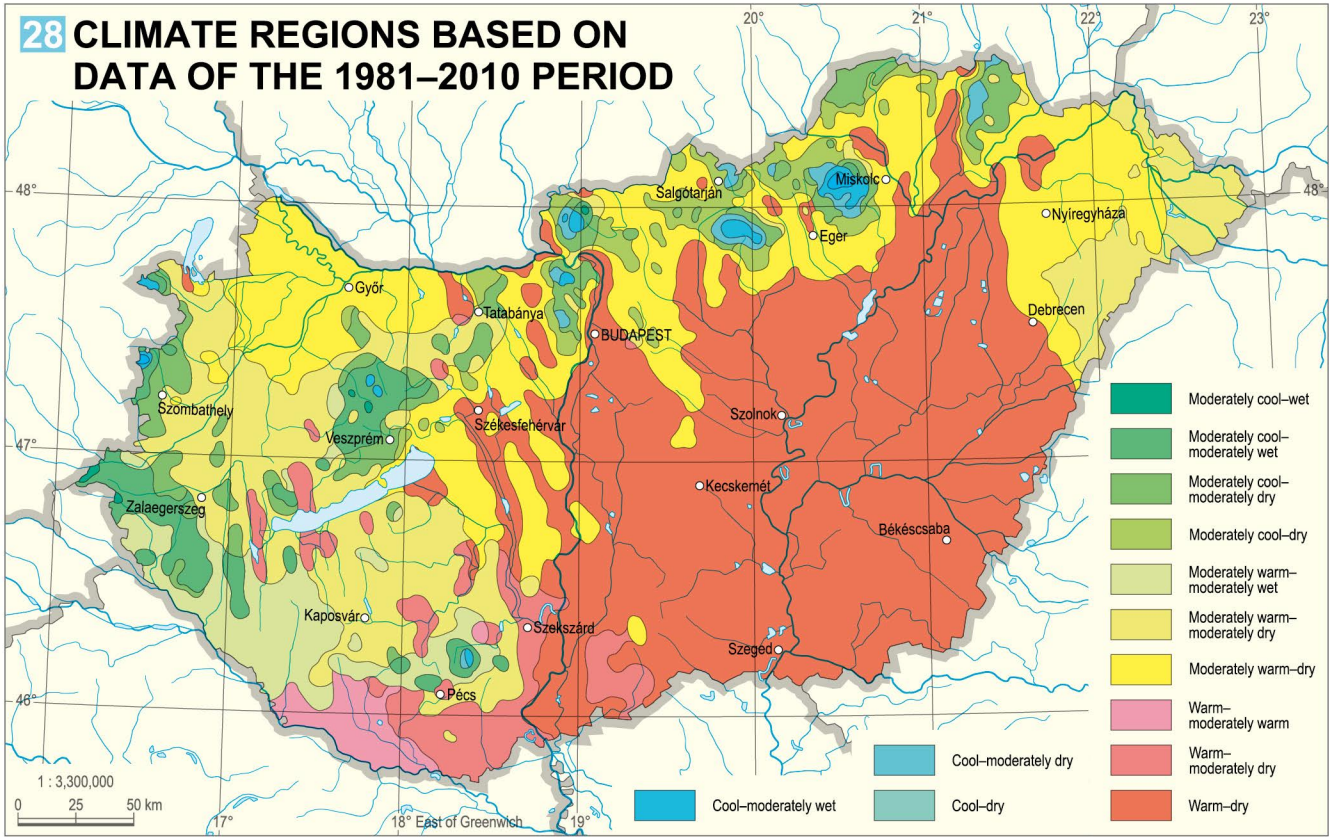 28 CLIMATE REGIONS BASED ON
DATA OF THE 1981–2010 PERIOD
20°
21°
22°
23°
48°
48°
47°
46°
Salgótarján
Miskolc
Eger
Nyíregyháza
Győr
Tatabánya
BUDAPEST
Debrecen
Szombathely
Székesfehérvár
Szolnok
Veszprém
Zalaegerszeg
Kecskemét
Békéscsaba
Kaposvár
Szekszárd
Szeged
Pécs
Moderately cool–wet
Moderately cool–
moderately wet
Moderately cool–
moderately dry
Moderately cool–dry
Moderately warm–
moderately wet
Moderately warm–
moderately dry
Moderately warm–dry
Warm–
moderately warm
Warm–
moderately dry
Warm–dry
Cool–moderately dry
Cool–dry
Cool–moderately wet
1 : 3,300,000
0 25 50 km
17°
18° East of Greenwich
19°